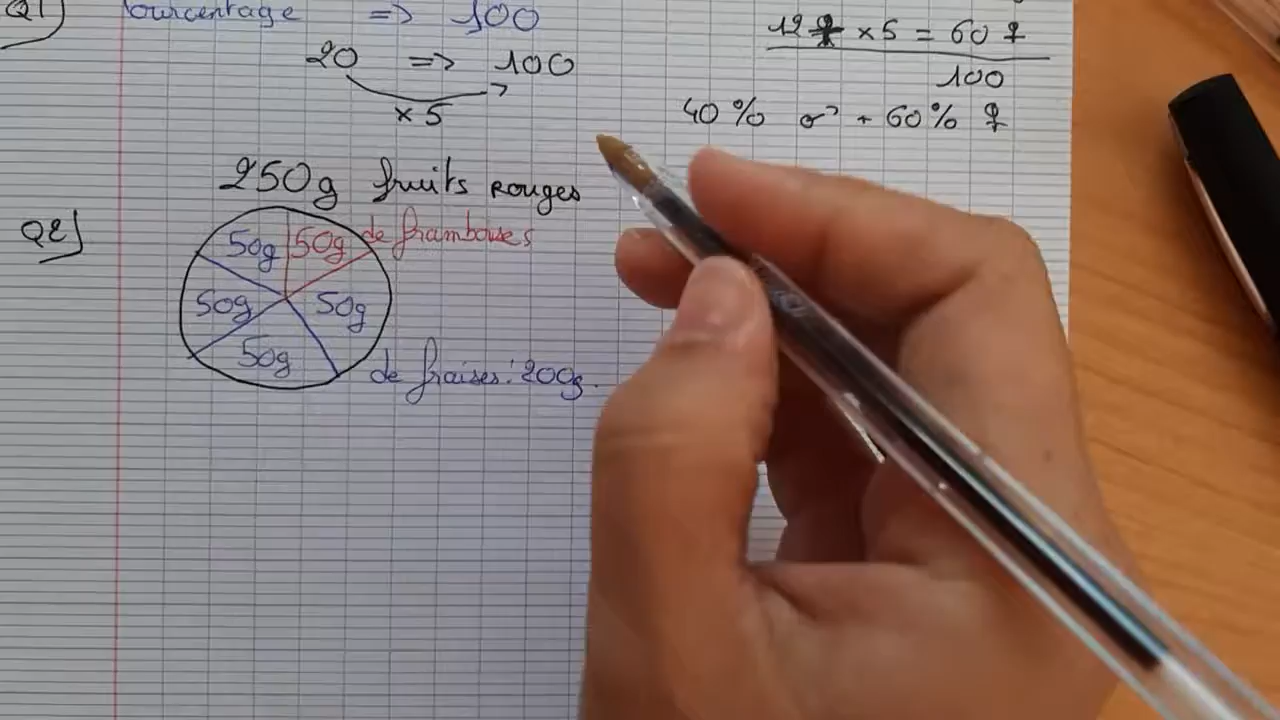 Q1) Pourcentage => 100
20 => 100
× 5
12 ♀ × 5 = 60 ♀
100
40 % ♂ + 60 % ♀
250g fruits rouges
Q2)
50g 50g de framboises
50g 50g
50g
de fraises : 200g.